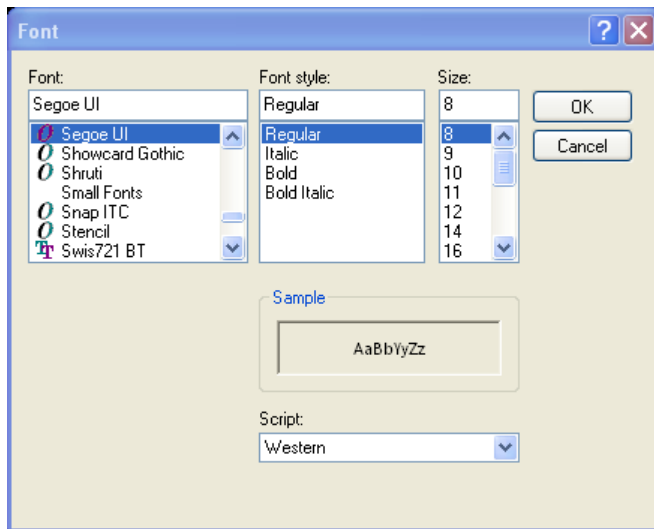 Font
Font:
Segoe UI
Segoe UI
Showcard Gothic
Shruti
Small Fonts
Snap ITC
Stencil
Swis721 BT
Font style:
Regular
Regular
Italic
Bold
Bold Italic
Size:
8
8
9
10
11
12
14
16
OK
Cancel
Sample
AaBbYyZz
Script:
Western